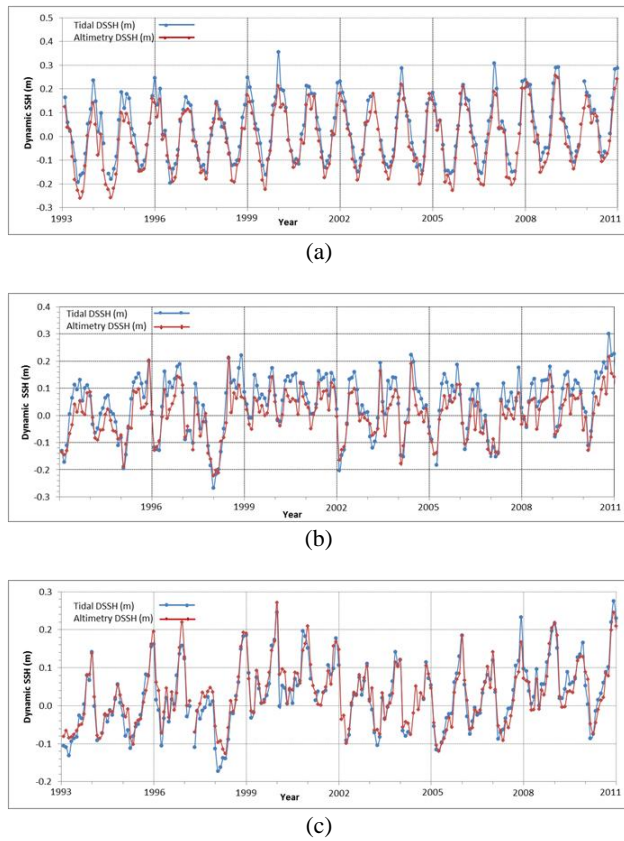 0.5
Tidal DSSH (m)
0.4
Altimetry DSSH (m)
0.3
0.2
0.1
0.0
-0.1
-0.2
-0.3
Dynamic SSH (m)
1993 1996 1999 2002 2005 2008 2011
Year
(a)
0.4
Tidal DSSH (m)
0.3
Altimetry DSSH (m)
0.2
0.1
0.0
-0.1
-0.2
-0.3
Dynamic SSH (m)
1996 1999 2002 2005 2008 2011
Year
(b)
0.3
Tidal DSSH (m)
Altimetry DSSH (m)
0.2
0.1
0.0
-0.1
-0.2
Dynamic SSH (m)
1993 1996 1999 2002 2005 2008 2011
Year
(c)